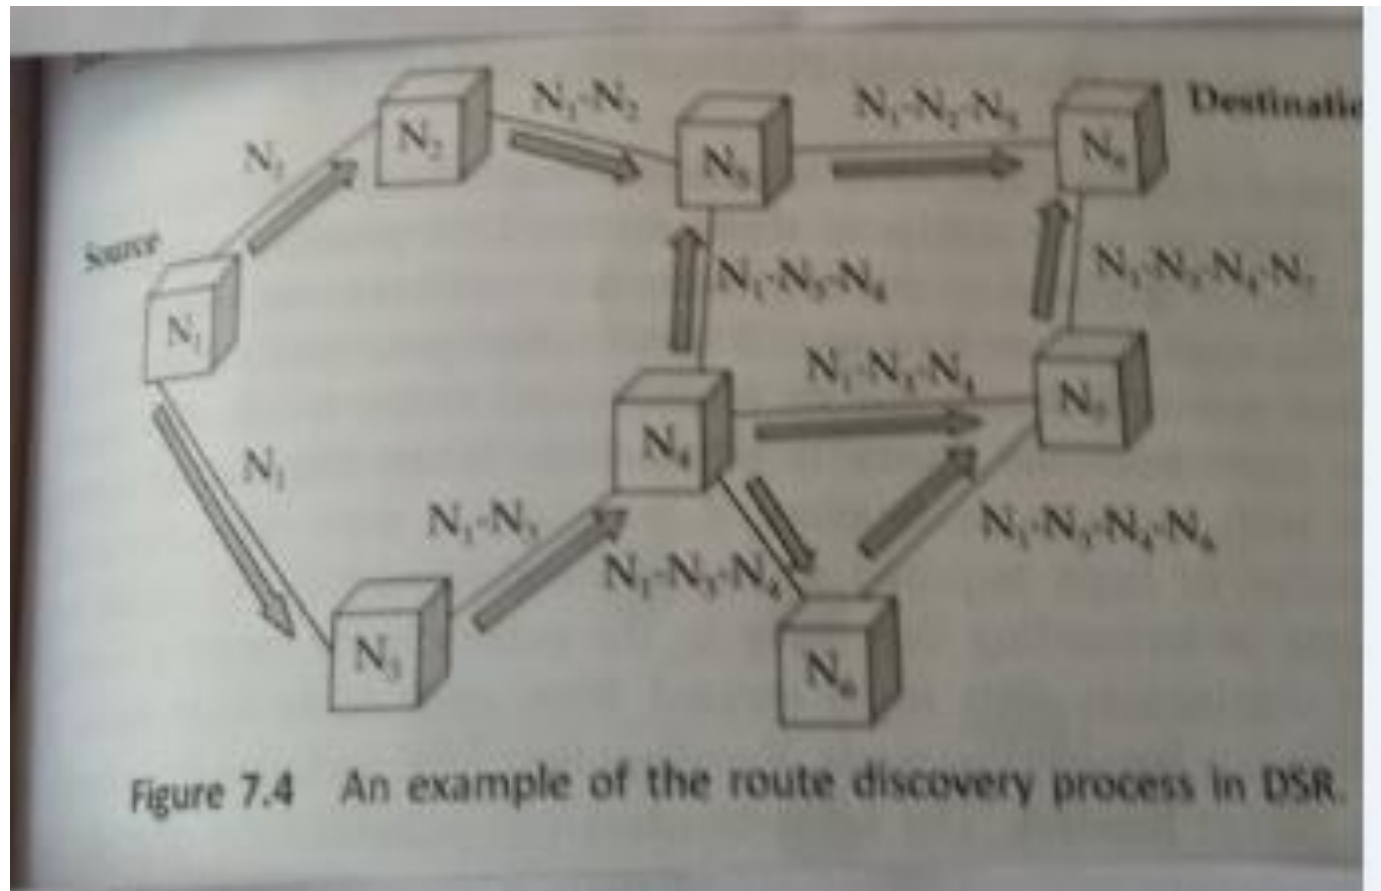 N₂
N₁-N₂
N₁-N₂-N₅
Destinatio
N₅
N₈
N₁
Source
N₁-N₃-N₄
N₁-N₃-N₄-N₇
N₁
N₁-N₃-N₄
N₇
N₄
N₁
N₁-N₃
N₁-N₃-N₄-N₆
N₁-N₃-N₄
N₃
N₆
Figure 7.4 An example of the route discovery process in DSR.